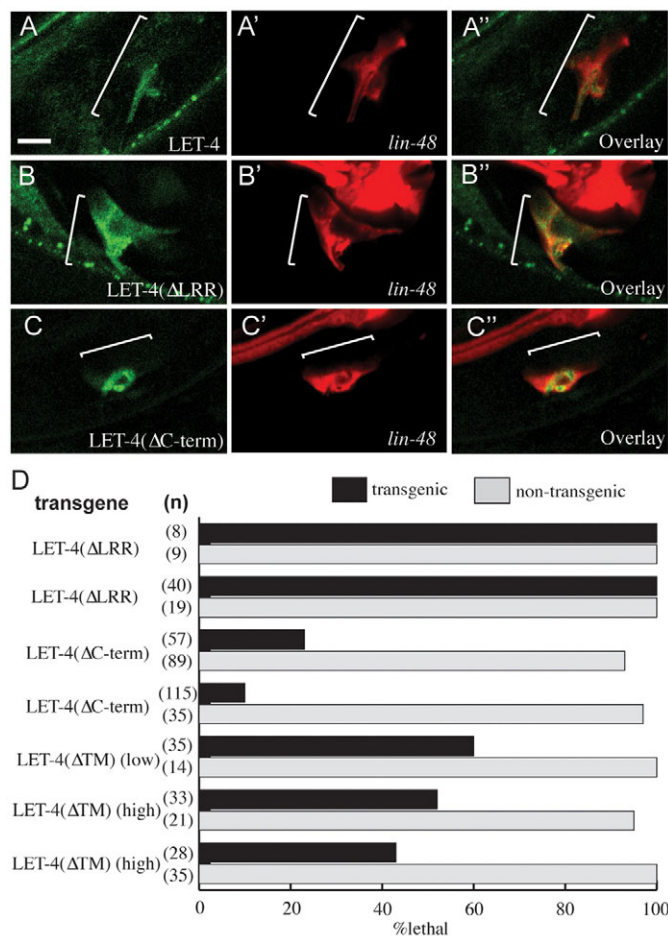 A A' A''
LET-4 lin-48 Overlay
B B' B''
LET-4(ΔLRR) lin-48 Overlay
C C' C''
LET-4(ΔC-term) lin-48 Overlay
D
transgenic non-transgenic
transgene (n)
LET-4(ΔLRR) (8)
(9)
LET-4(ΔLRR) (40)
(19)
LET-4(ΔC-term) (57)
(89)
LET-4(ΔC-term) (115)
(35)
LET-4(ΔTM) (low) (35)
(14)
LET-4(ΔTM) (high) (33)
(21)
LET-4(ΔTM) (high) (28)
(35)
0 20 40 60 80 100
%lethal